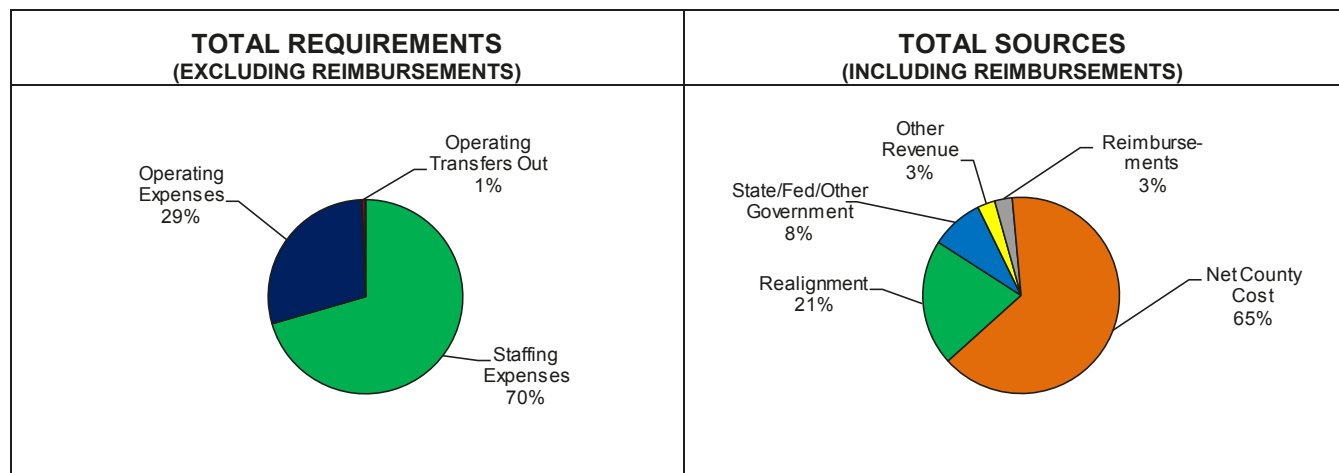 TOTAL REQUIREMENTS
(EXCLUDING REIMBURSEMENTS)
Operating
Transfers Out
1%
Operating
Expenses
29%
Staffing
Expenses
70%
TOTAL SOURCES
(INCLUDING REIMBURSEMENTS)
Other
Revenue
3%
Reimburse-
ments
3%
State/Fed/Other
Government
8%
Realignment
21%
Net County
Cost
65%